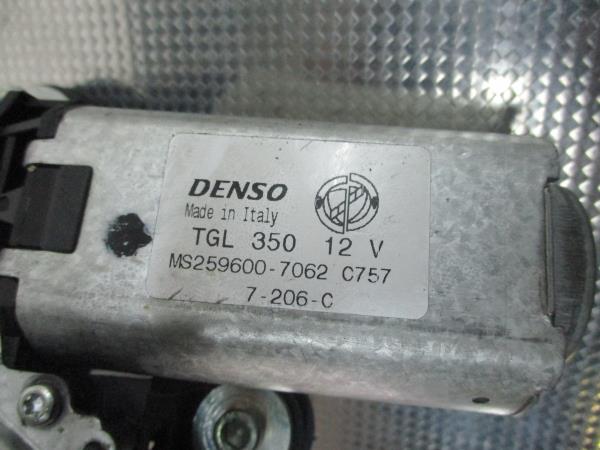 DENSO
Made in Italy
TGL 350 12 V
MS259600-7062 C757
7-206-C